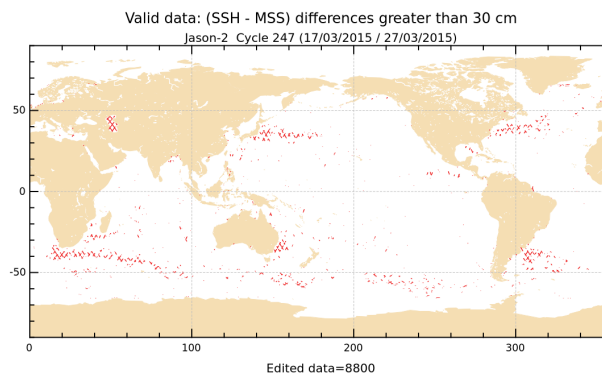 Valid data: (SSH - MSS) differences greater than 30 cm
Jason-2 Cycle 247 (17/03/2015 / 27/03/2015)
50
0
-50
0 100 200 300
Edited data=8800